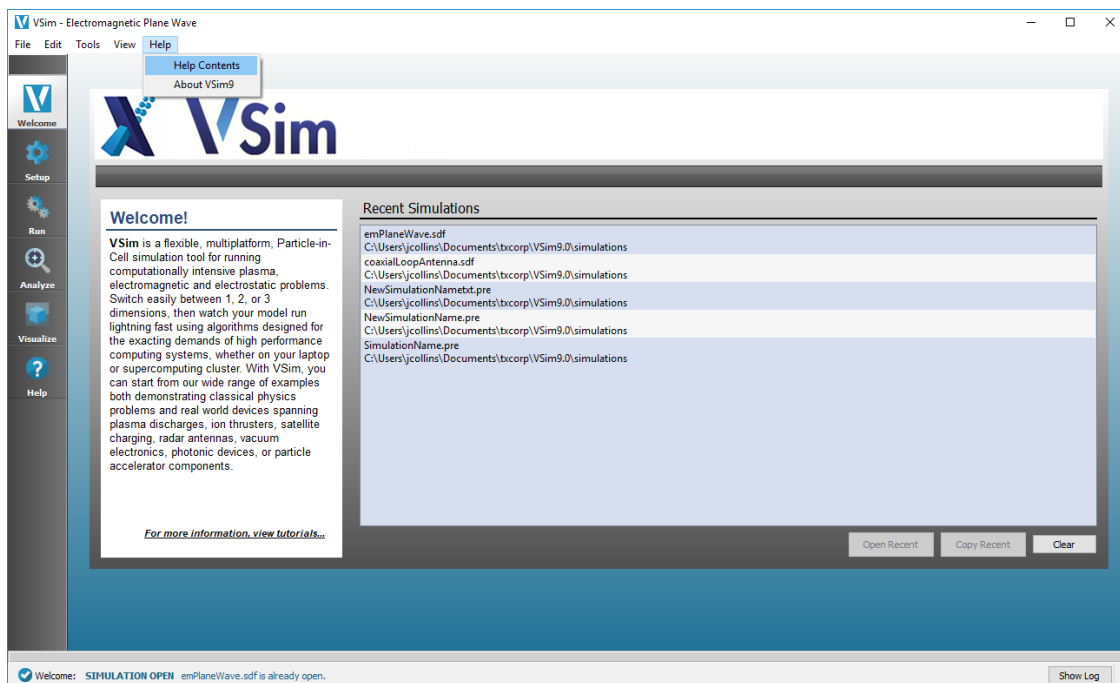 VSim - Electromagnetic Plane Wave
File Edit Tools View Help
Help Contents
About VSim9
Welcome
Setup
Run
Analyze
Visualize
Help
VSim
Welcome!
VSim is a flexible, multiplatform, Particle-in-
Cell simulation tool for running
computationally intensive plasma,
electromagnetic and electrostatic problems.
Switch easily between 1, 2, or 3
dimensions, then watch your model run
lightning fast using algorithms designed for
the exacting demands of high performance
computing systems, whether on your laptop
or supercomputing cluster. With VSim, you
can start from our wide range of examples
both demonstrating classical physics
problems and real world devices spanning
plasma discharges, ion thrusters, satellite
charging, radar antennas, vacuum
electronics, photonic devices, or particle
accelerator components.
For more information, view tutorials...
Recent Simulations
emPlaneWave.sdf
C:\Users\jcollins\Documents\txcorp\VSim9.0\simulations
coaxialLoopAntenna.sdf
C:\Users\jcollins\Documents\txcorp\VSim9.0\simulations
NewSimulationNametxt.pre
C:\Users\jcollins\Documents\txcorp\VSim9.0\simulations
NewSimulationName.pre
C:\Users\jcollins\Documents\txcorp\VSim9.0\simulations
SimulationName.pre
C:\Users\jcollins\Documents\txcorp\VSim9.0\simulations
Open Recent Copy Recent Clear
Welcome: SIMULATION OPEN emPlaneWave.sdf is already open. Show Log